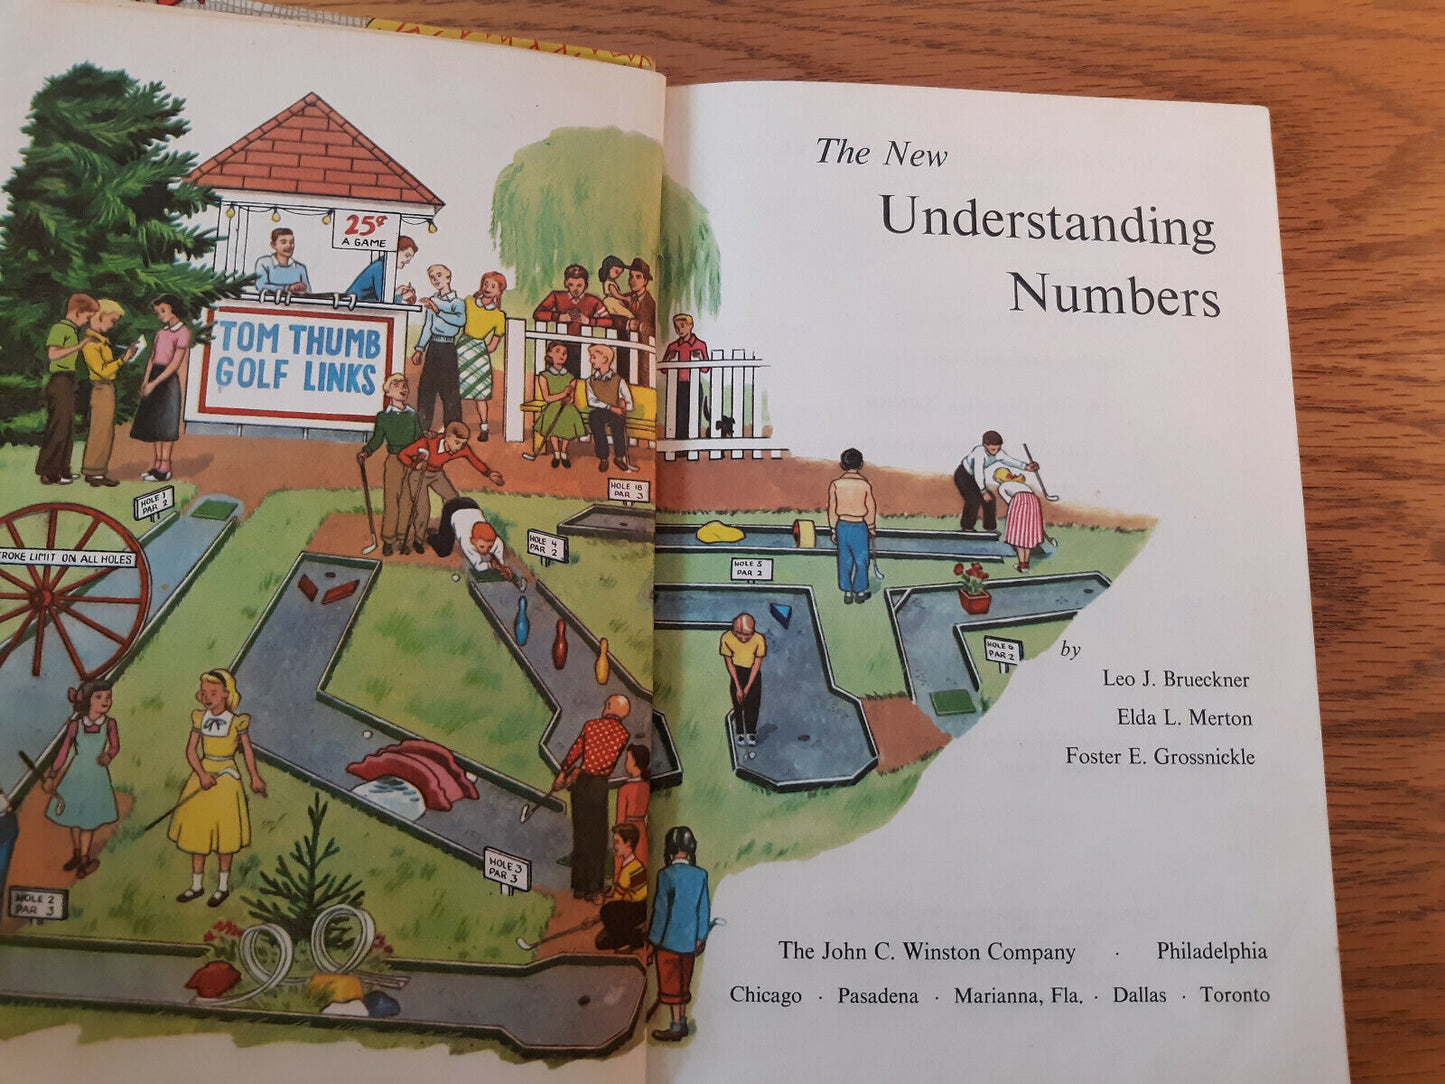 25¢
A GAME
TOM THUMB
GOLF LINKS
HOLE 1
PAR 2
HOLE 18
PAR 3
HOLE 4
PAR 2
LIMIT ON ALL HOLES
HOLE 3
PAR 3
HOLE 2
PAR 3
The New
Understanding
Numbers
HOLE 5
PAR 2
HOLE 6
PAR 2
by
Leo J. Brueckner
Elda L. Merton
Foster E. Grossnickle
The John C. Winston Company · Philadelphia
Chicago · Pasadena · Marianna, Fla. · Dallas · Toronto